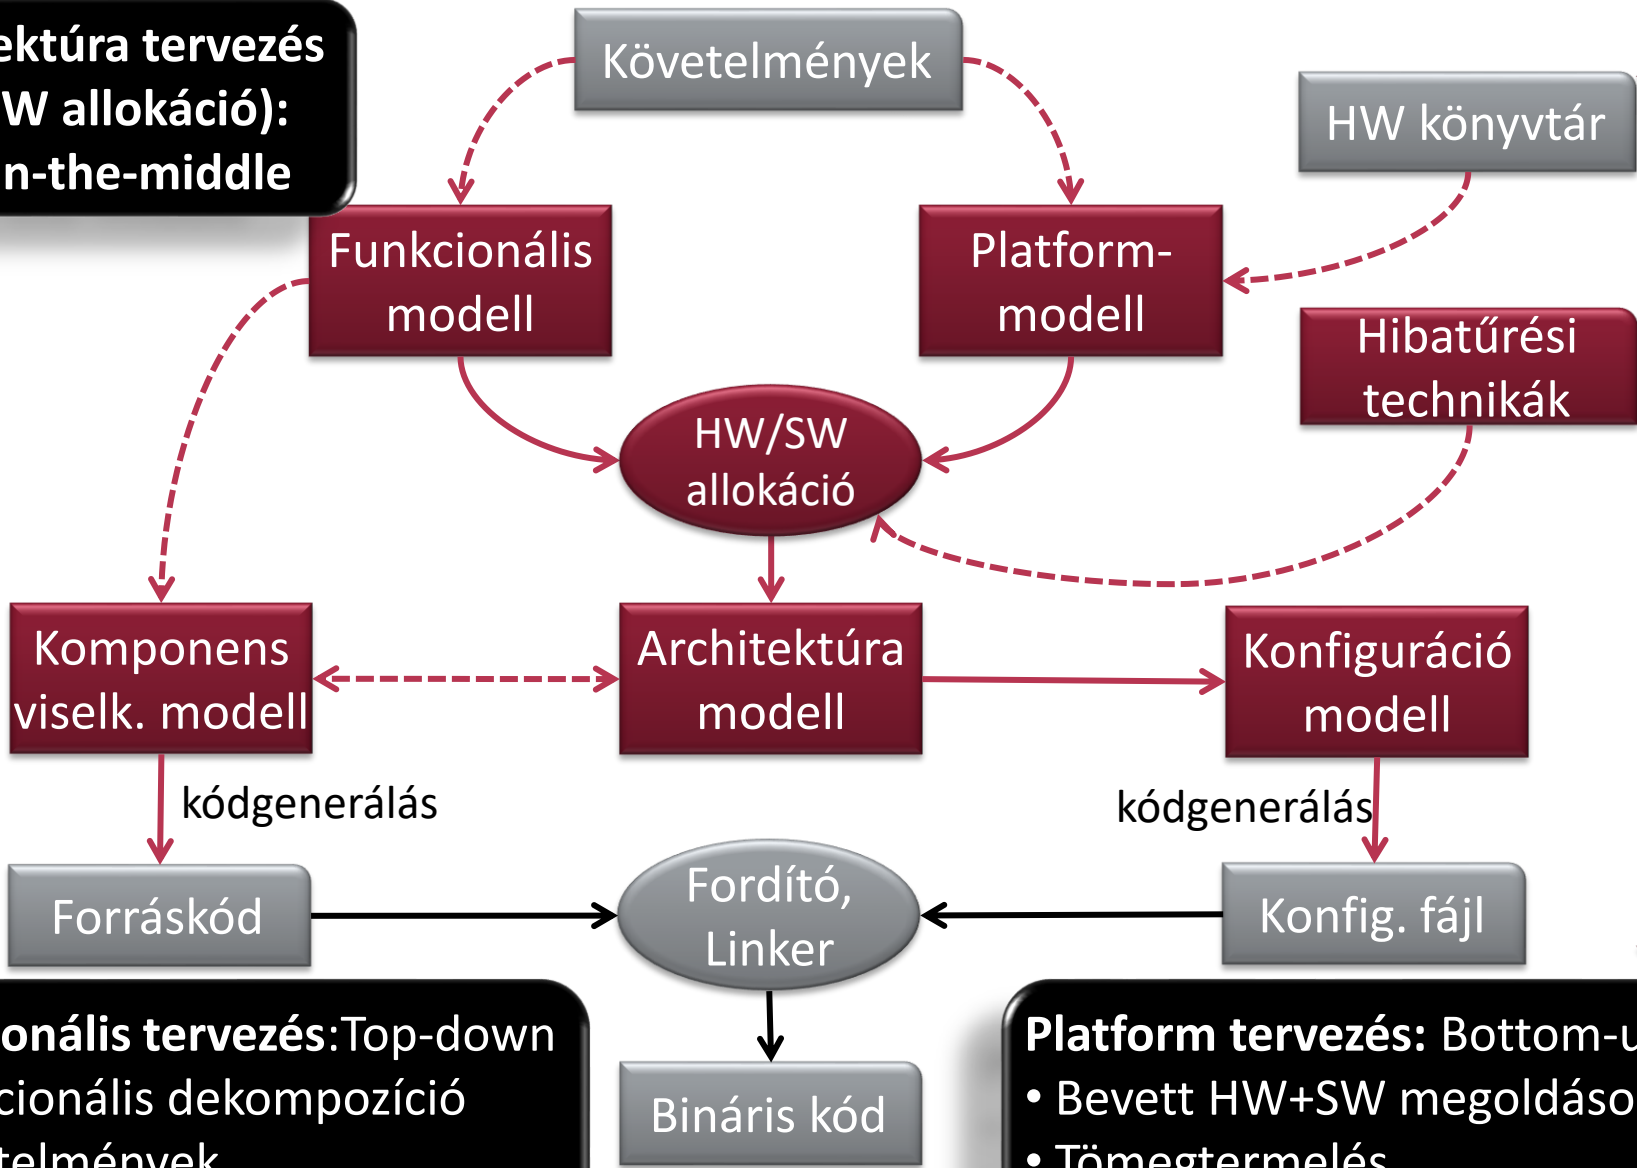 ektúra tervezés
W allokáció):
n-the-middle
Követelmények
HW könyvtár
Funkcionális
modell
Platform-
modell
Hibatűrési
technikák
HW/SW
allokáció
Komponens
viselk. modell
Architektúra
modell
Konfiguráció
modell
kódgenerálás
kódgenerálás
Forráskód
Fordító,
Linker
Konfig. fájl
Bináris kód
onális tervezés:Top-down
cionális dekompozíció
telmények
Platform tervezés: Bottom-u
• Bevett HW+SW megoldáso
• Tömegtermelés